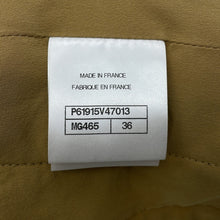 MADE IN FRANCE
FABRIQUE EN FRANCE
P61915V47013
MG465 36